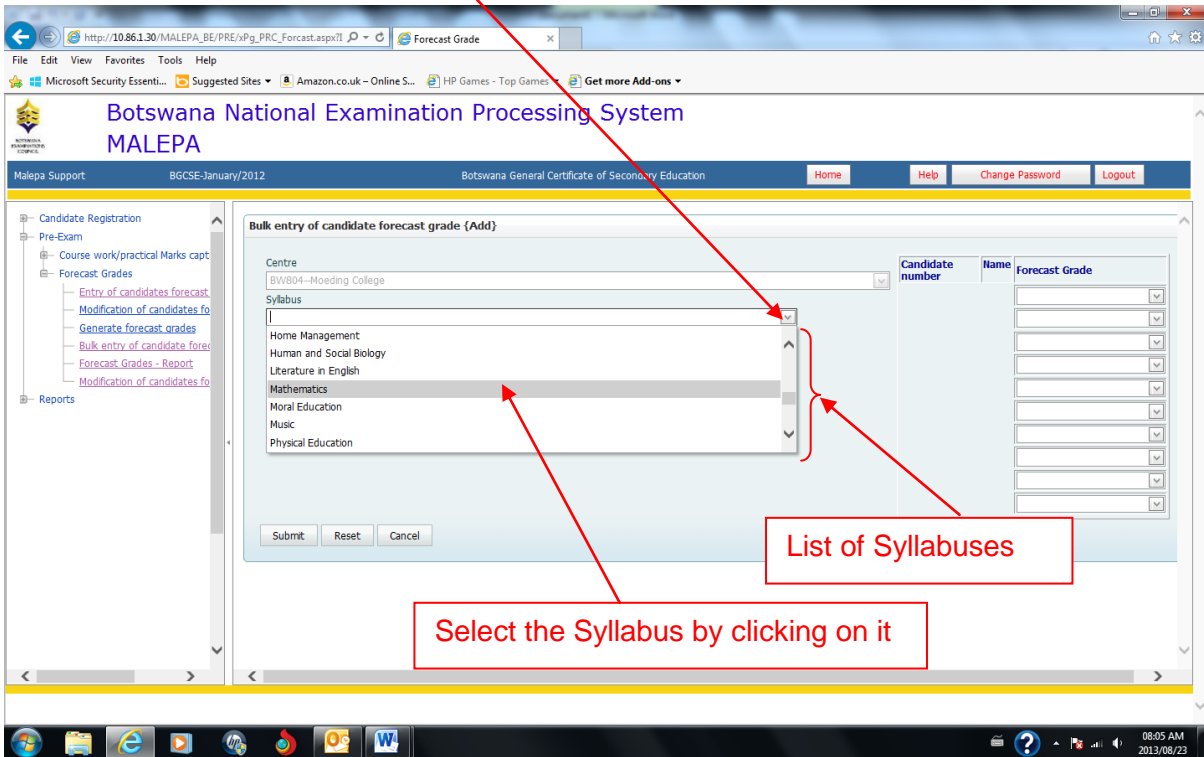 http://10.86.1.30/MALEPA_BE/PRE/xPg_PRC_Forcast.aspx?I
Forecast Grade
File Edit View Favorites Tools Help
Microsoft Security Essenti... Suggested Sites Amazon.co.uk – Online S... HP Games - Top Games Get more Add-ons
Botswana National Examination Processing System
MALEPA
BOTSWANA
EXAMINATIONS
COUNCIL
Malepa Support BGCSE-January/2012 Botswana General Certificate of Secondary Education Home Help Change Password Logout
Candidate Registration
Pre-Exam
Course work/practical Marks capt
Forecast Grades
Entry of candidates forecast
Modification of candidates fo
Generate forecast grades
Bulk entry of candidate forec
Forecast Grades - Report
Modification of candidates fo
Reports
Bulk entry of candidate forecast grade {Add}
Centre
BW804--Moeding College
Syllabus
Home Management
Human and Social Biology
Literature in English
Mathematics
Moral Education
Music
Physical Education
Submit Reset Cancel
Candidate number Name Forecast Grade
List of Syllabuses
Select the Syllabus by clicking on it
08:05 AM
2013/08/23